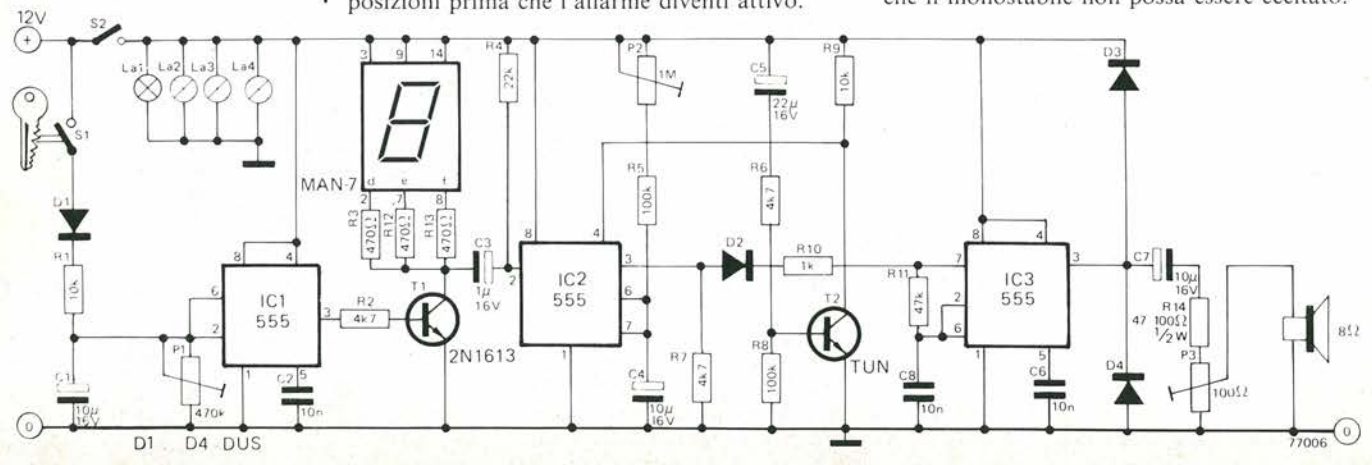 posizioni prima che l'allarme diventi attivo.
che il monostabile non possa essere eccitato.
12V
+
S2
La1
La2
La3
La4
S1
D1
R1
10k
C1
10µ
16V
P1
470k
8
4
6
2
IC1
555
3
1
5
C2
10n
R2
4k7
T1
2N1613
3
9
14
MAN-7
d
e
f
2
7
8
R3
470Ω
R12
470Ω
R13
470Ω
C3
1µ
16V
R4
22k
8
4
2
IC2
555
3
6
7
1
P2
1M
R5
100k
C4
10µ
16V
R7
4k7
D2
C5
22µ
16V
R6
4k7
R8
100k
R9
10k
R10
1k
T2
TUN
R11
47k
C8
10n
8
4
7
2
6
IC3
555
3
1
5
C6
10n
D3
D4
C7
10µ
16V
R14
47
100Ω
½W
P3
100Ω
8Ω
0
D1 D4 DUS
77006
0